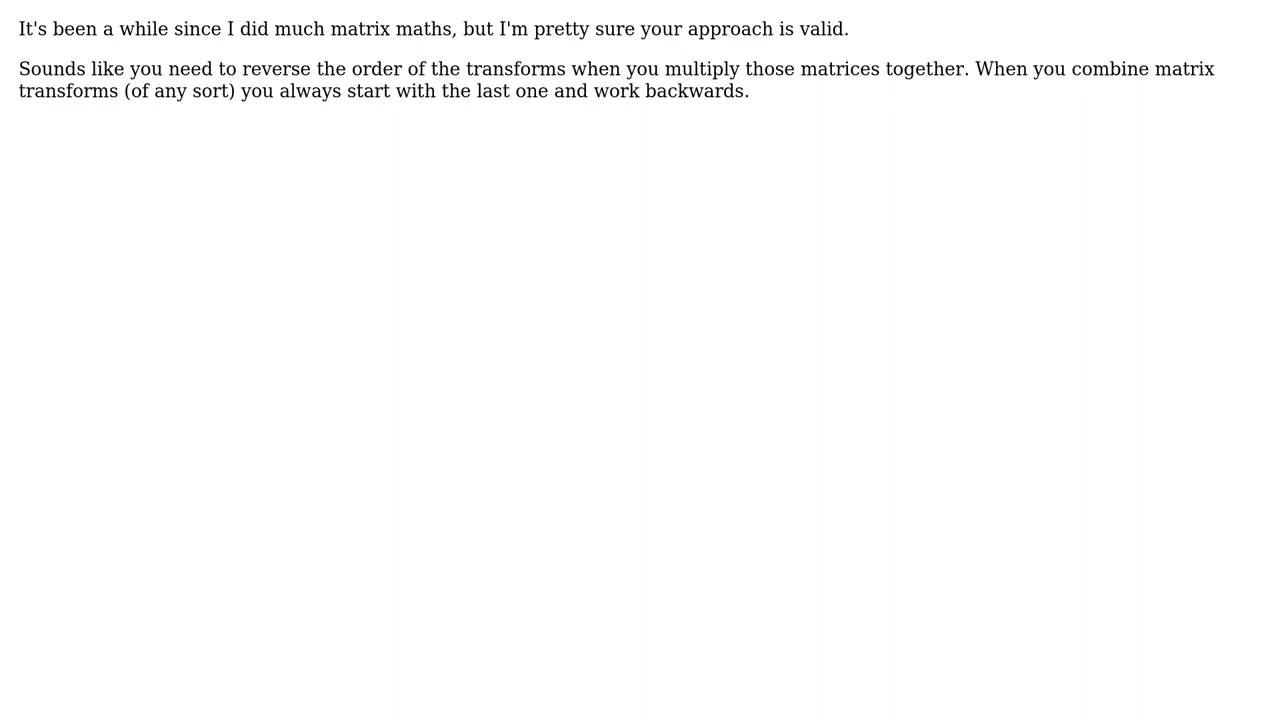 It's been a while since I did much matrix maths, but I'm pretty sure your approach is valid.
Sounds like you need to reverse the order of the transforms when you multiply those matrices together. When you combine matrix
transforms (of any sort) you always start with the last one and work backwards.